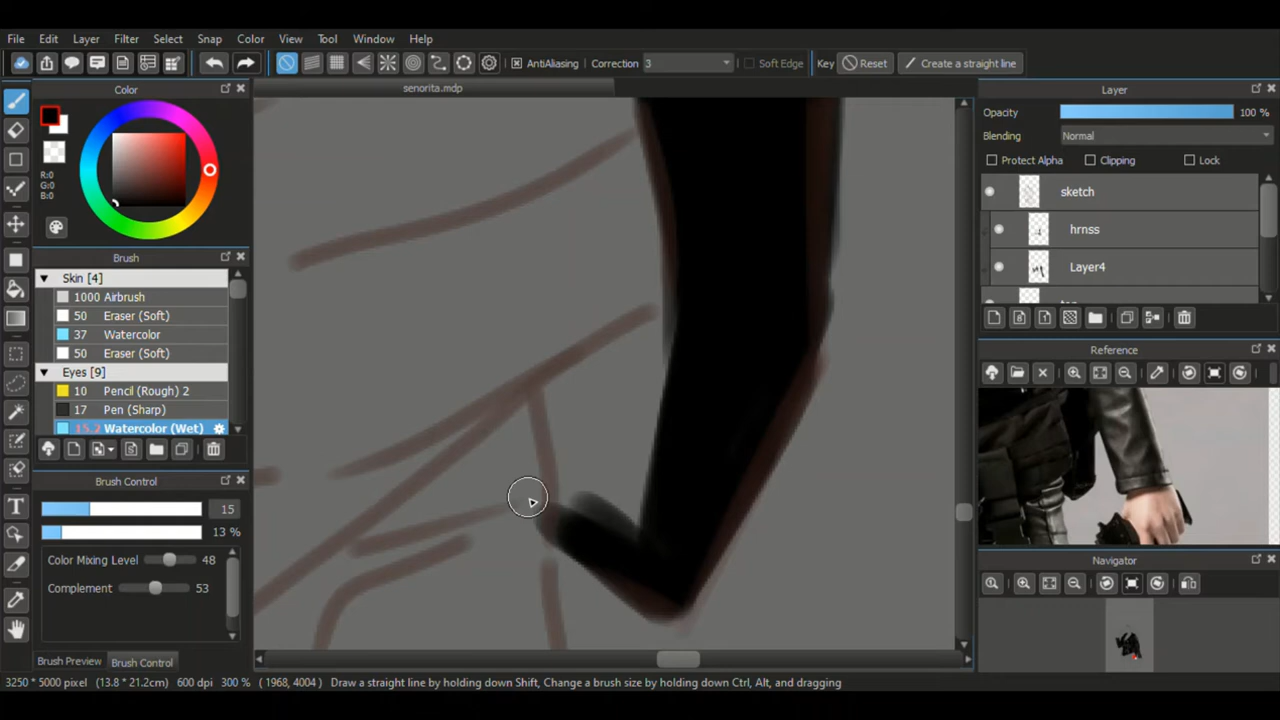 File Edit Layer Filter Select Snap Color View Tool Window Help
AntiAliasing Correction 3 Soft Edge Key Reset Create a straight line
Color
senorita.mdp
Layer
Opacity 100 %
Blending Normal
Protect Alpha Clipping Lock
R:0
G:0
B:0
sketch
hrnss
Layer4
Brush
Skin [4]
1000 Airbrush
50 Eraser (Soft)
37 Watercolor
50 Eraser (Soft)
Eyes [9]
10 Pencil (Rough) 2
17 Pen (Sharp)
15.2 Watercolor (Wet)
Reference
Brush Control
15
13 %
Color Mixing Level 48
Complement 53
Navigator
Brush Preview Brush Control
3250 * 5000 pixel (13.8 * 21.2cm) 600 dpi 300 % ( 1968, 4004 ) Draw a straight line by holding down Shift, Change a brush size by holding down Ctrl, Alt, and dragging